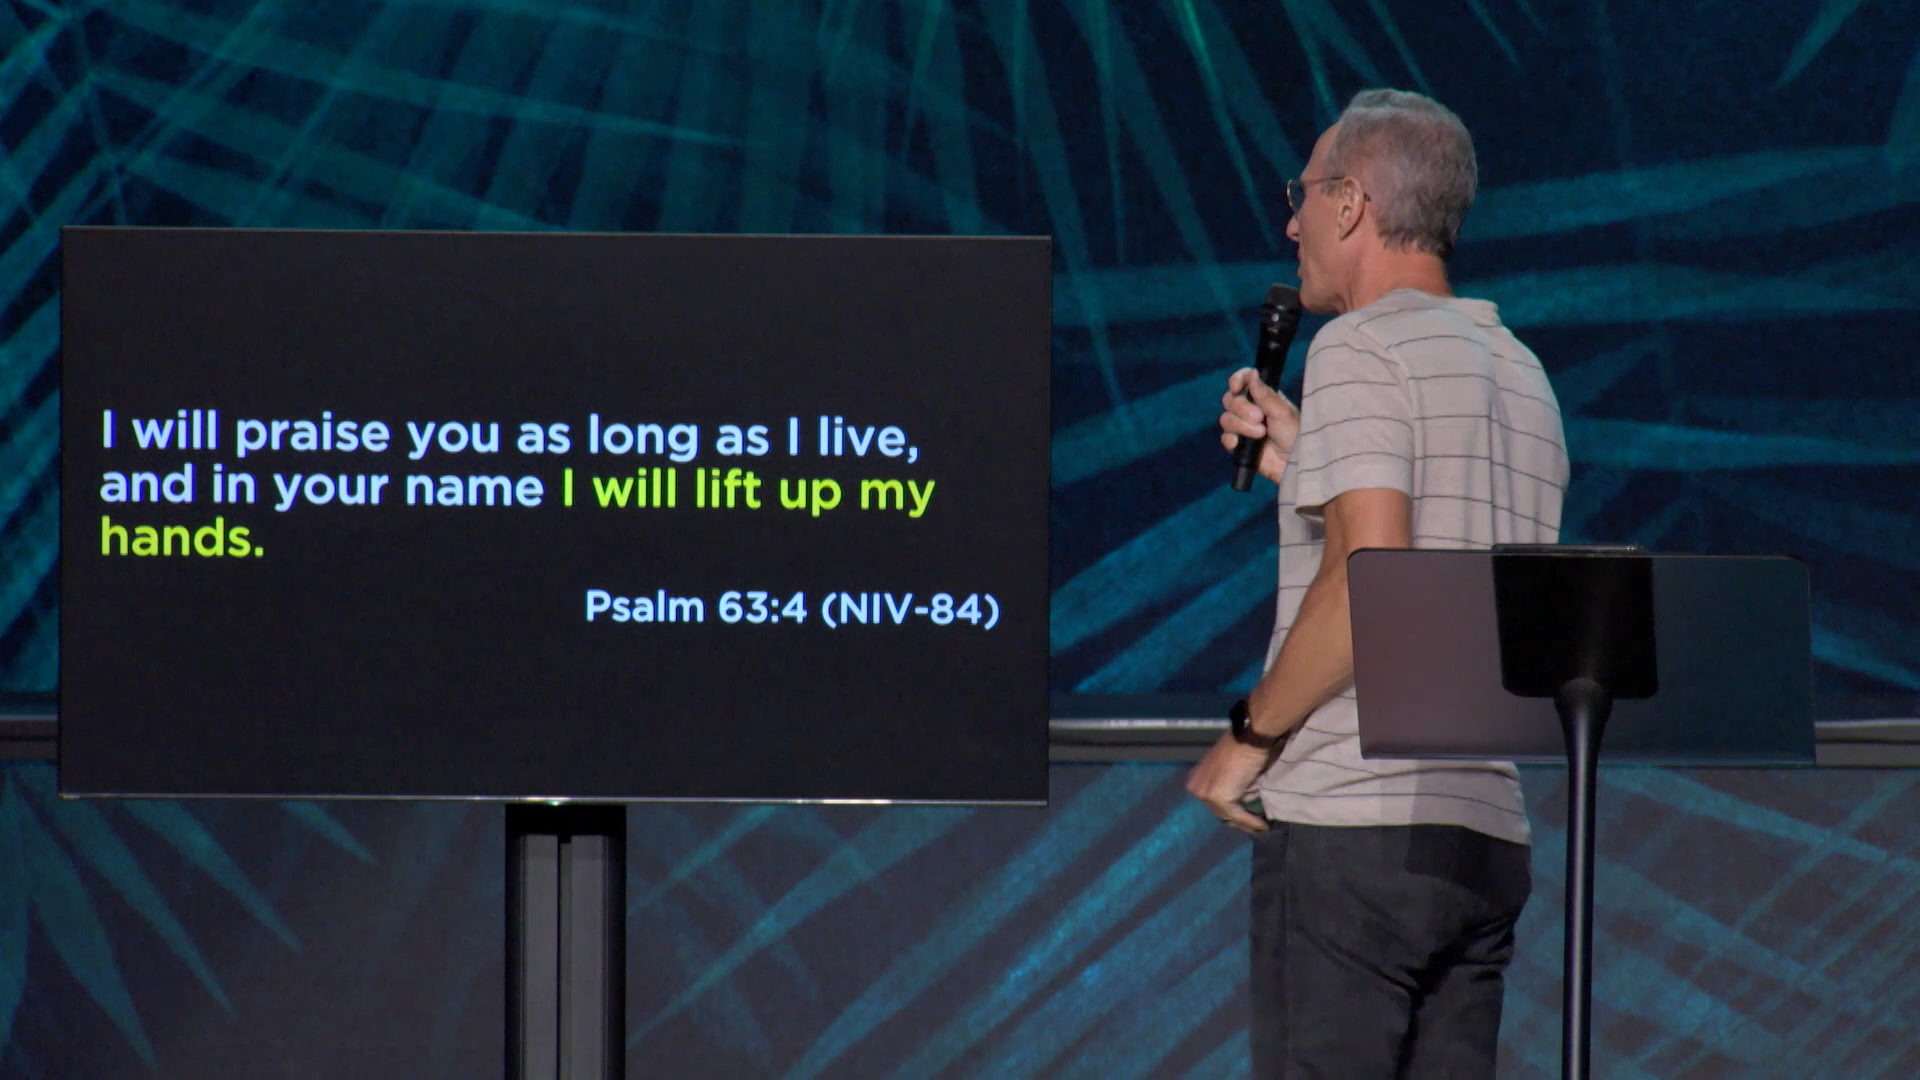 I will praise you as long as I live,
and in your name I will lift up my
hands.
Psalm 63:4 (NIV-84)